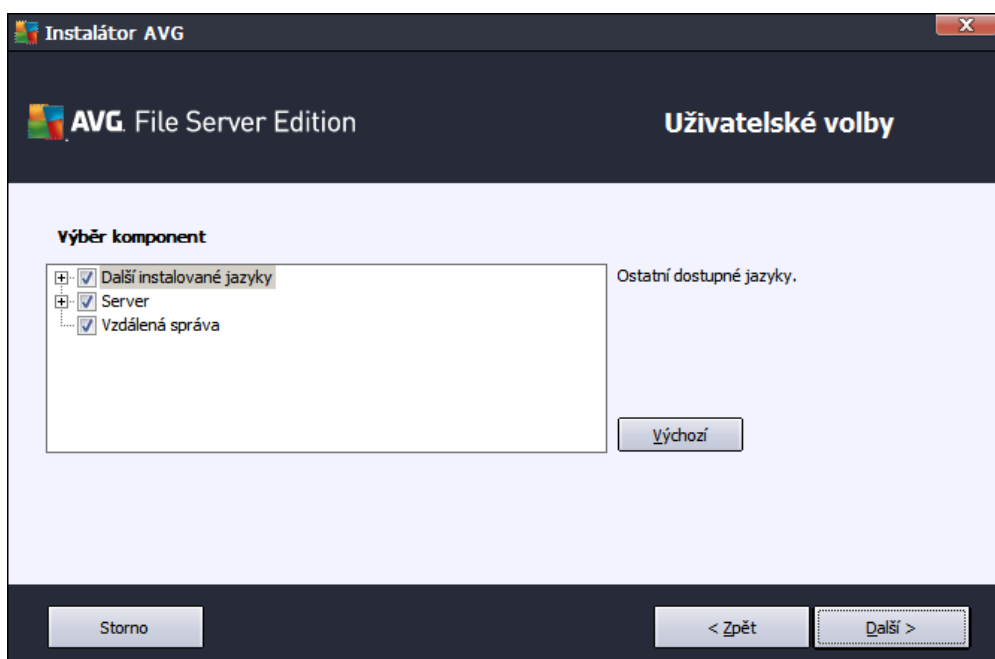 Instalátor AVG
AVG. File Server Edition
Uživatelské volby
Výběr komponent
Další instalované jazyky
Server
Vzdálená správa
Ostatní dostupné jazyky.
Výchozí
Storno
< Zpět
Další >